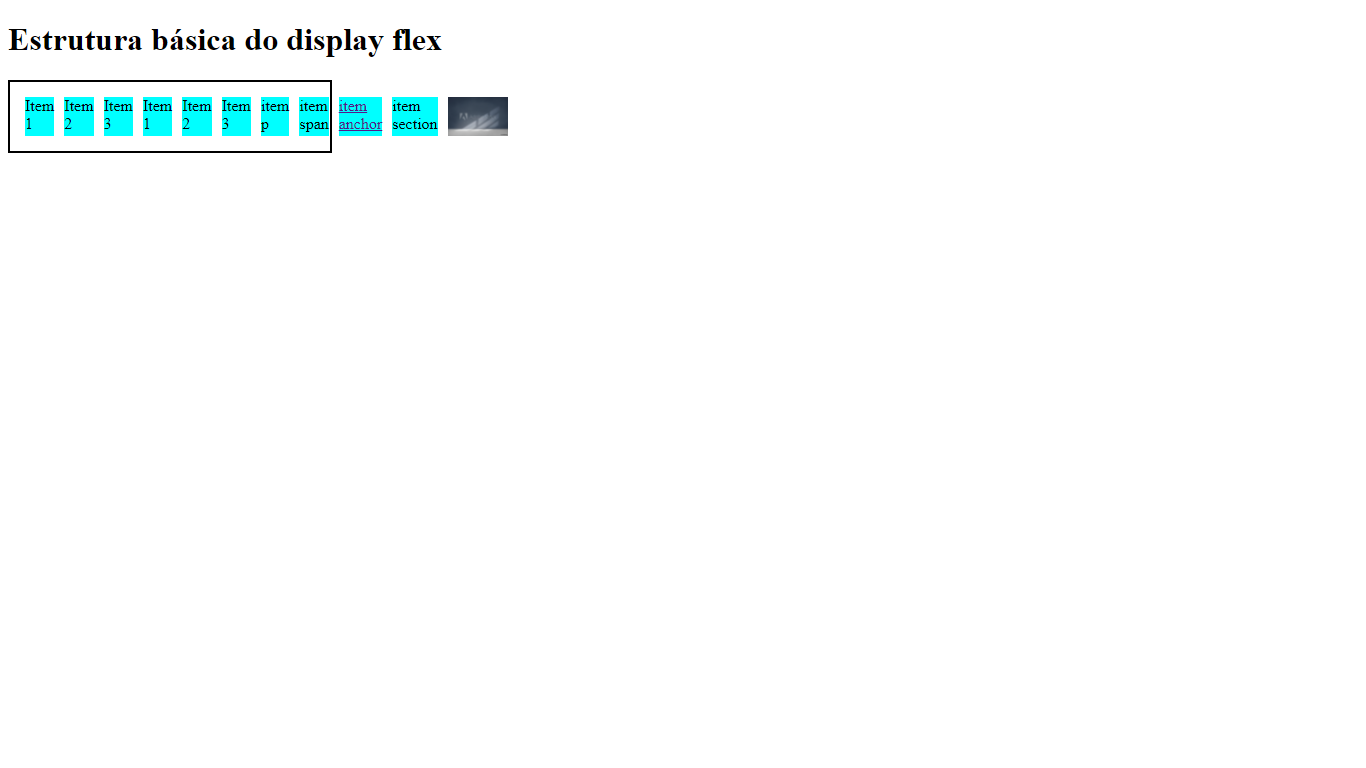 Estrutura básica do display flex
Item Item Item Item Item Item item item item item
1 2 3 1 2 3 p span anchor section